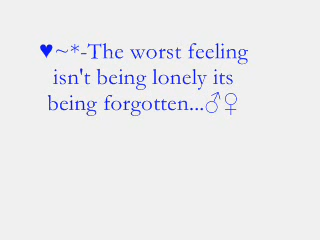 ♥~*-The worst feeling
isn't being lonely its
being forgotten...♂♀